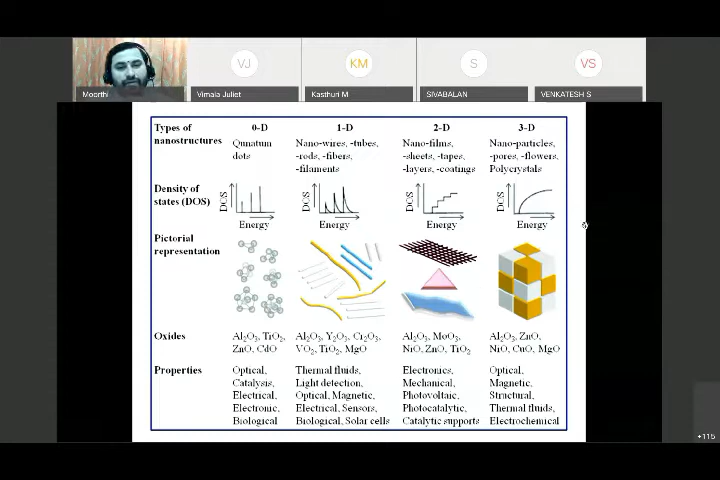 VJ
KM
S
VS
Moorthi
Vimala Juliet
Kasthuri M
SIVABALAN
VENKATESH S
Types of nanostructures
0-D
1-D
2-D
3-D
Qunatum dots
Nano-wires, -tubes,
-rods, -fibers,
-filaments
Nano-films,
-sheets, -tapes,
-layers, -coatings
Nano-particles,
-pores, -flowers,
Polycrystals
Density of states (DOS)
DOS
Energy
DOS
Energy
DOS
Energy
DOS
Energy
Pictorial representation
Oxides
Al₂O₃, TiO₂,
ZnO, CdO
Al₂O₃, Y₂O₃, Cr₂O₃,
VO₂, TiO₂, MgO
Al₂O₃, MoO₃,
NiO, ZnO, TiO₂
Al₂O₃, ZnO,
NiO, CuO, MgO
Properties
Optical,
Catalysis,
Electrical,
Electronic,
Biological
Thermal fluids,
Light detection,
Optical, Magnetic,
Electrical, Sensors,
Biological, Solar cells
Electronics,
Mechanical,
Photovoltaic,
Photocatalytic,
Catalytic supports
Optical,
Magnetic,
Structural,
Thermal fluids,
Electrochemical
+115